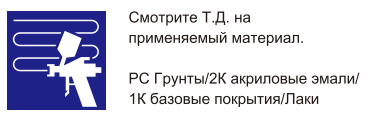 Смотрите Т.Д. на
применяемый материал.
РС Грунты/2К акриловые эмали/
1К базовые покрытия/Лаки